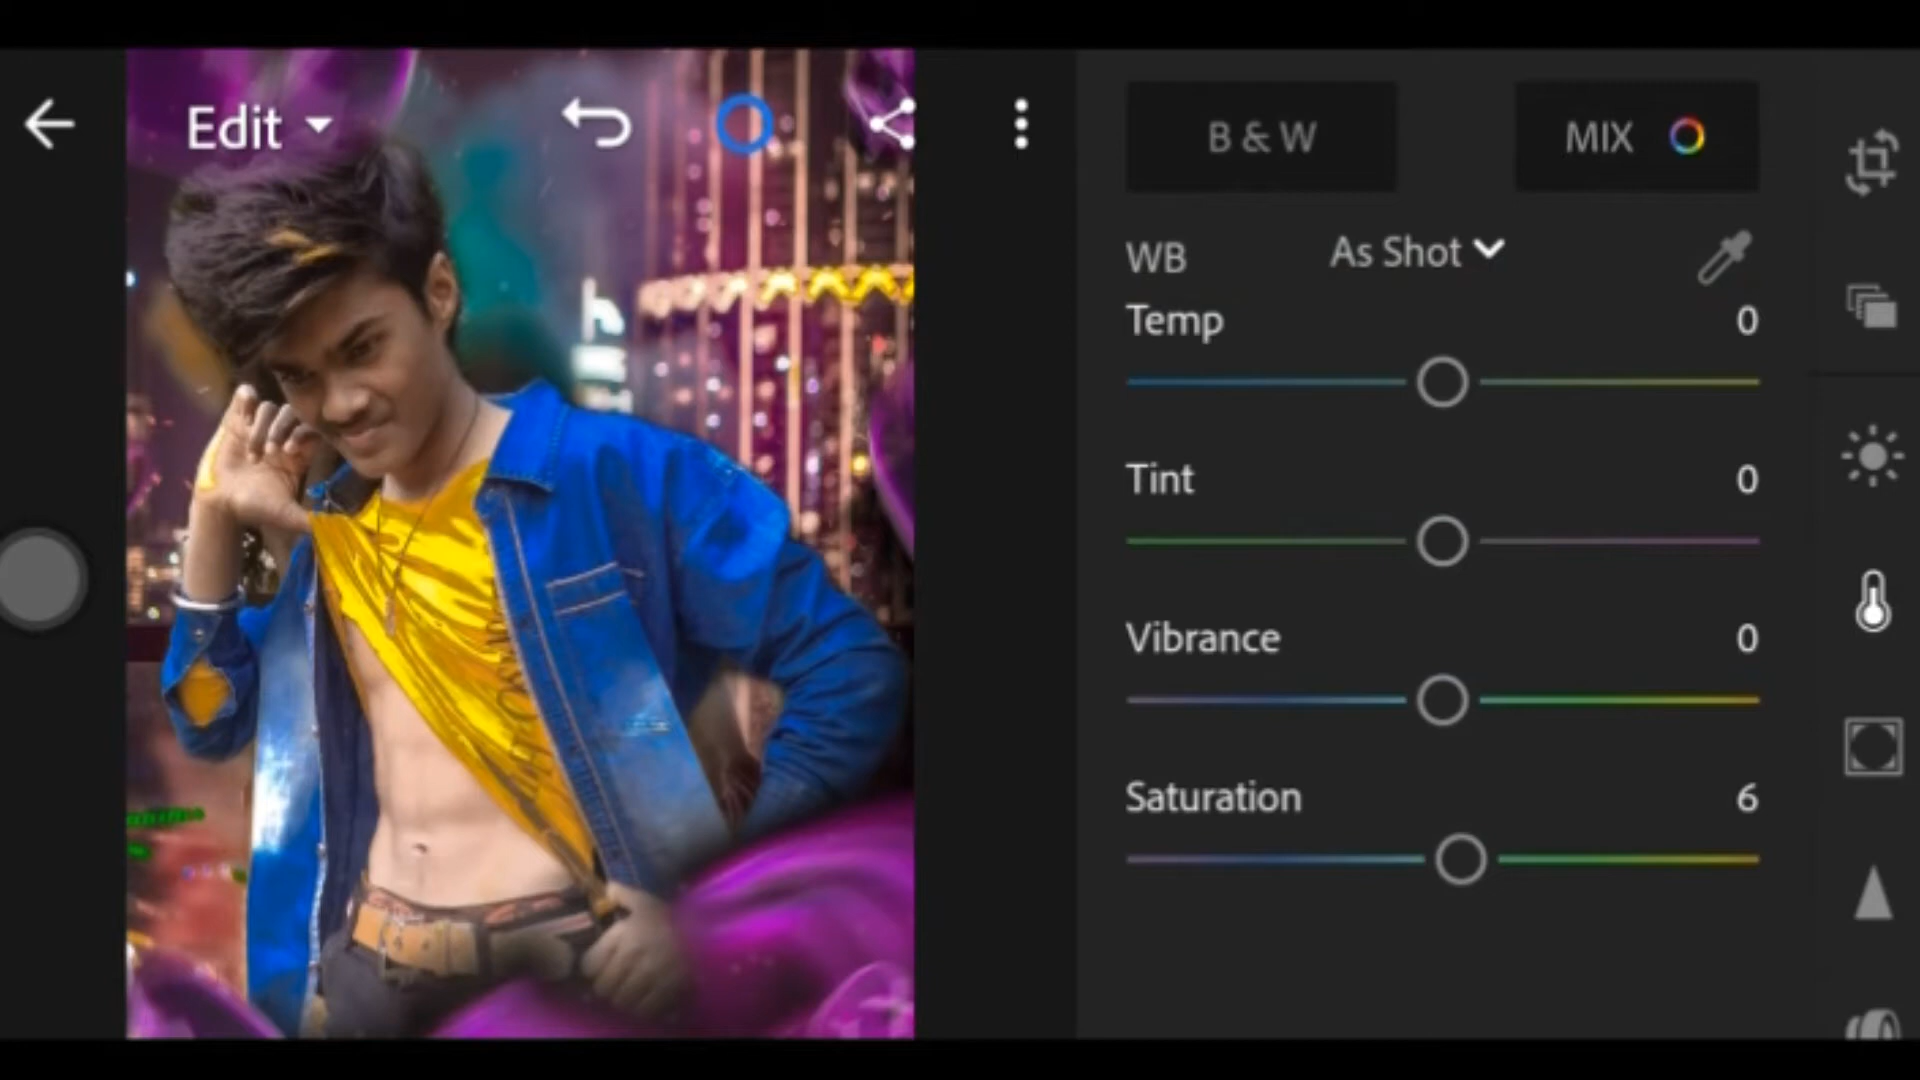 Edit
B & W
MIX
WB
As Shot
Temp
0
Tint
0
Vibrance
0
Saturation
6